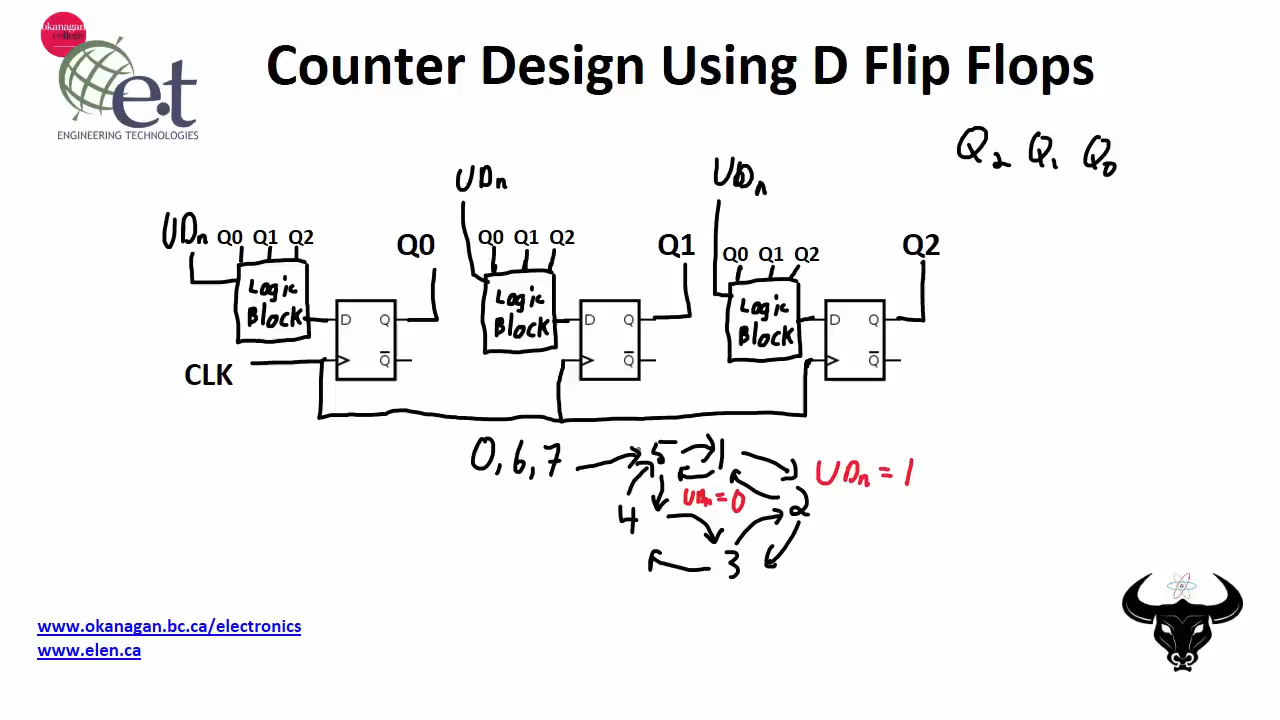 okanagan
college
e.t
ENGINEERING TECHNOLOGIES
Counter Design Using D Flip Flops
Q2 Q1 Q0
UDn Q0 Q1 Q2
Logic
Block
Q0
D Q
Q̅
CLK
UDn
Q0 Q1 Q2
Logic
Block
Q1
D Q
Q̅
UDn
Q0 Q1 Q2
Logic
Block
Q2
D Q
Q̅
0,6,7 5 1
UDn = 1
UDn = 0
4 2
3
www.okanagan.bc.ca/electronics
www.elen.ca